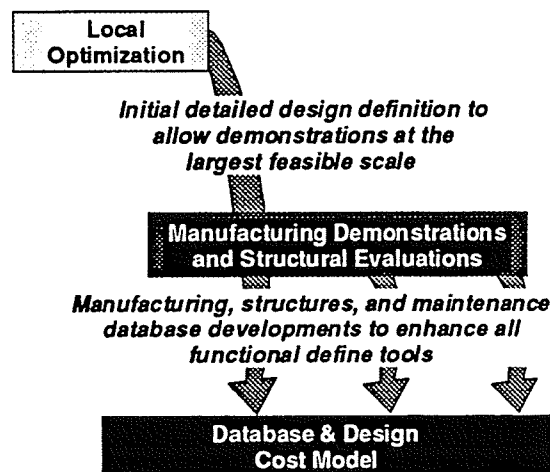 Local
Optimization
Initial detailed design definition to
allow demonstrations at the
largest feasible scale
Manufacturing Demonstrations
and Structural Evaluations
Manufacturing, structures, and maintenance
database developments to enhance all
functional define tools
Database & Design
Cost Model